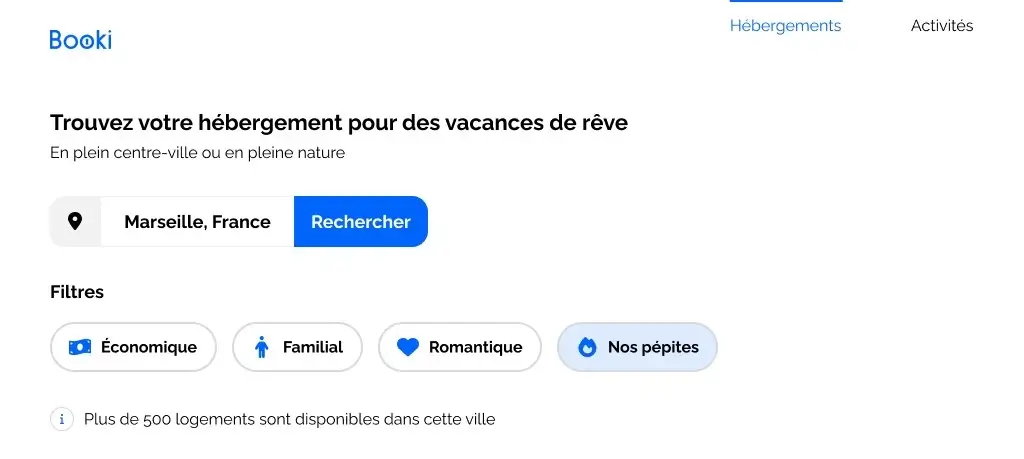 Booki
Hébergements
Activités
Trouvez votre hébergement pour des vacances de rêve
En plein centre-ville ou en pleine nature
Marseille, France
Rechercher
Filtres
Économique
Familial
Romantique
Nos pépites
i Plus de 500 logements sont disponibles dans cette ville